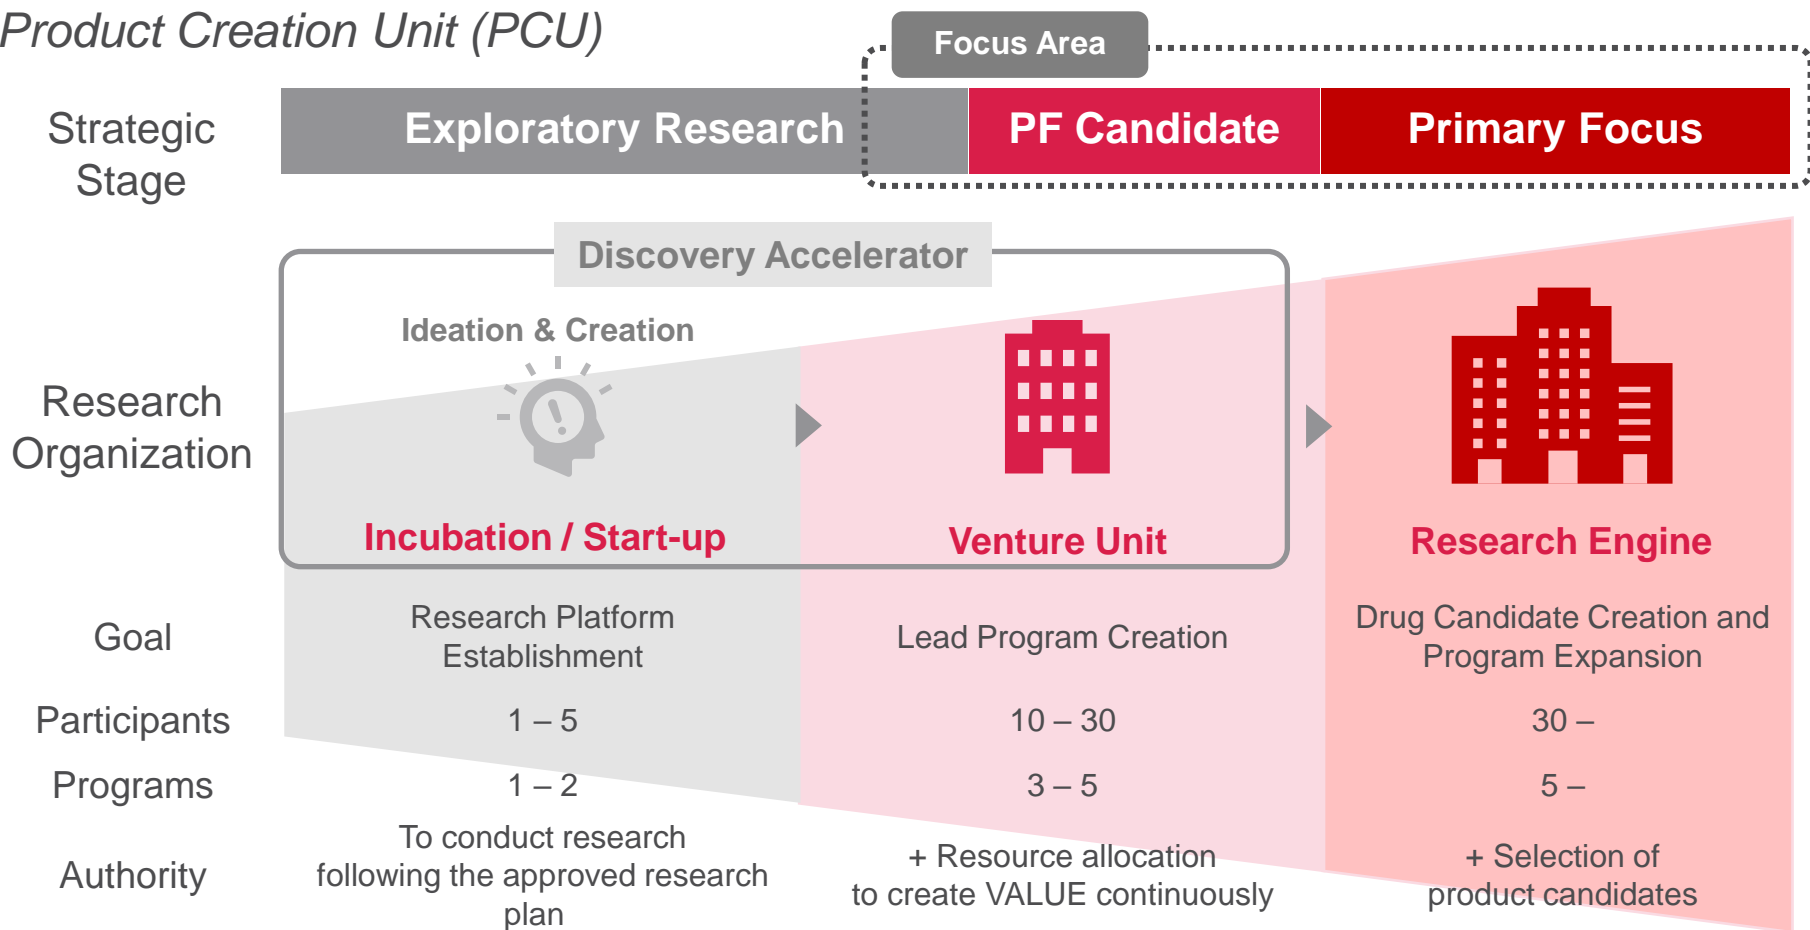 Product Creation Unit (PCU)
Focus Area
Strategic
Stage
Exploratory Research
PF Candidate
Primary Focus
Discovery Accelerator
Ideation & Creation
Research
Organization
Incubation / Start-up
Venture Unit
Research Engine
Goal
Research Platform
Establishment
Lead Program Creation
Drug Candidate Creation and
Program Expansion
Participants
1 – 5
10 – 30
30 –
Programs
1 – 2
3 – 5
5 –
Authority
To conduct research
following the approved research
plan
+ Resource allocation
to create VALUE continuously
+ Selection of
product candidates